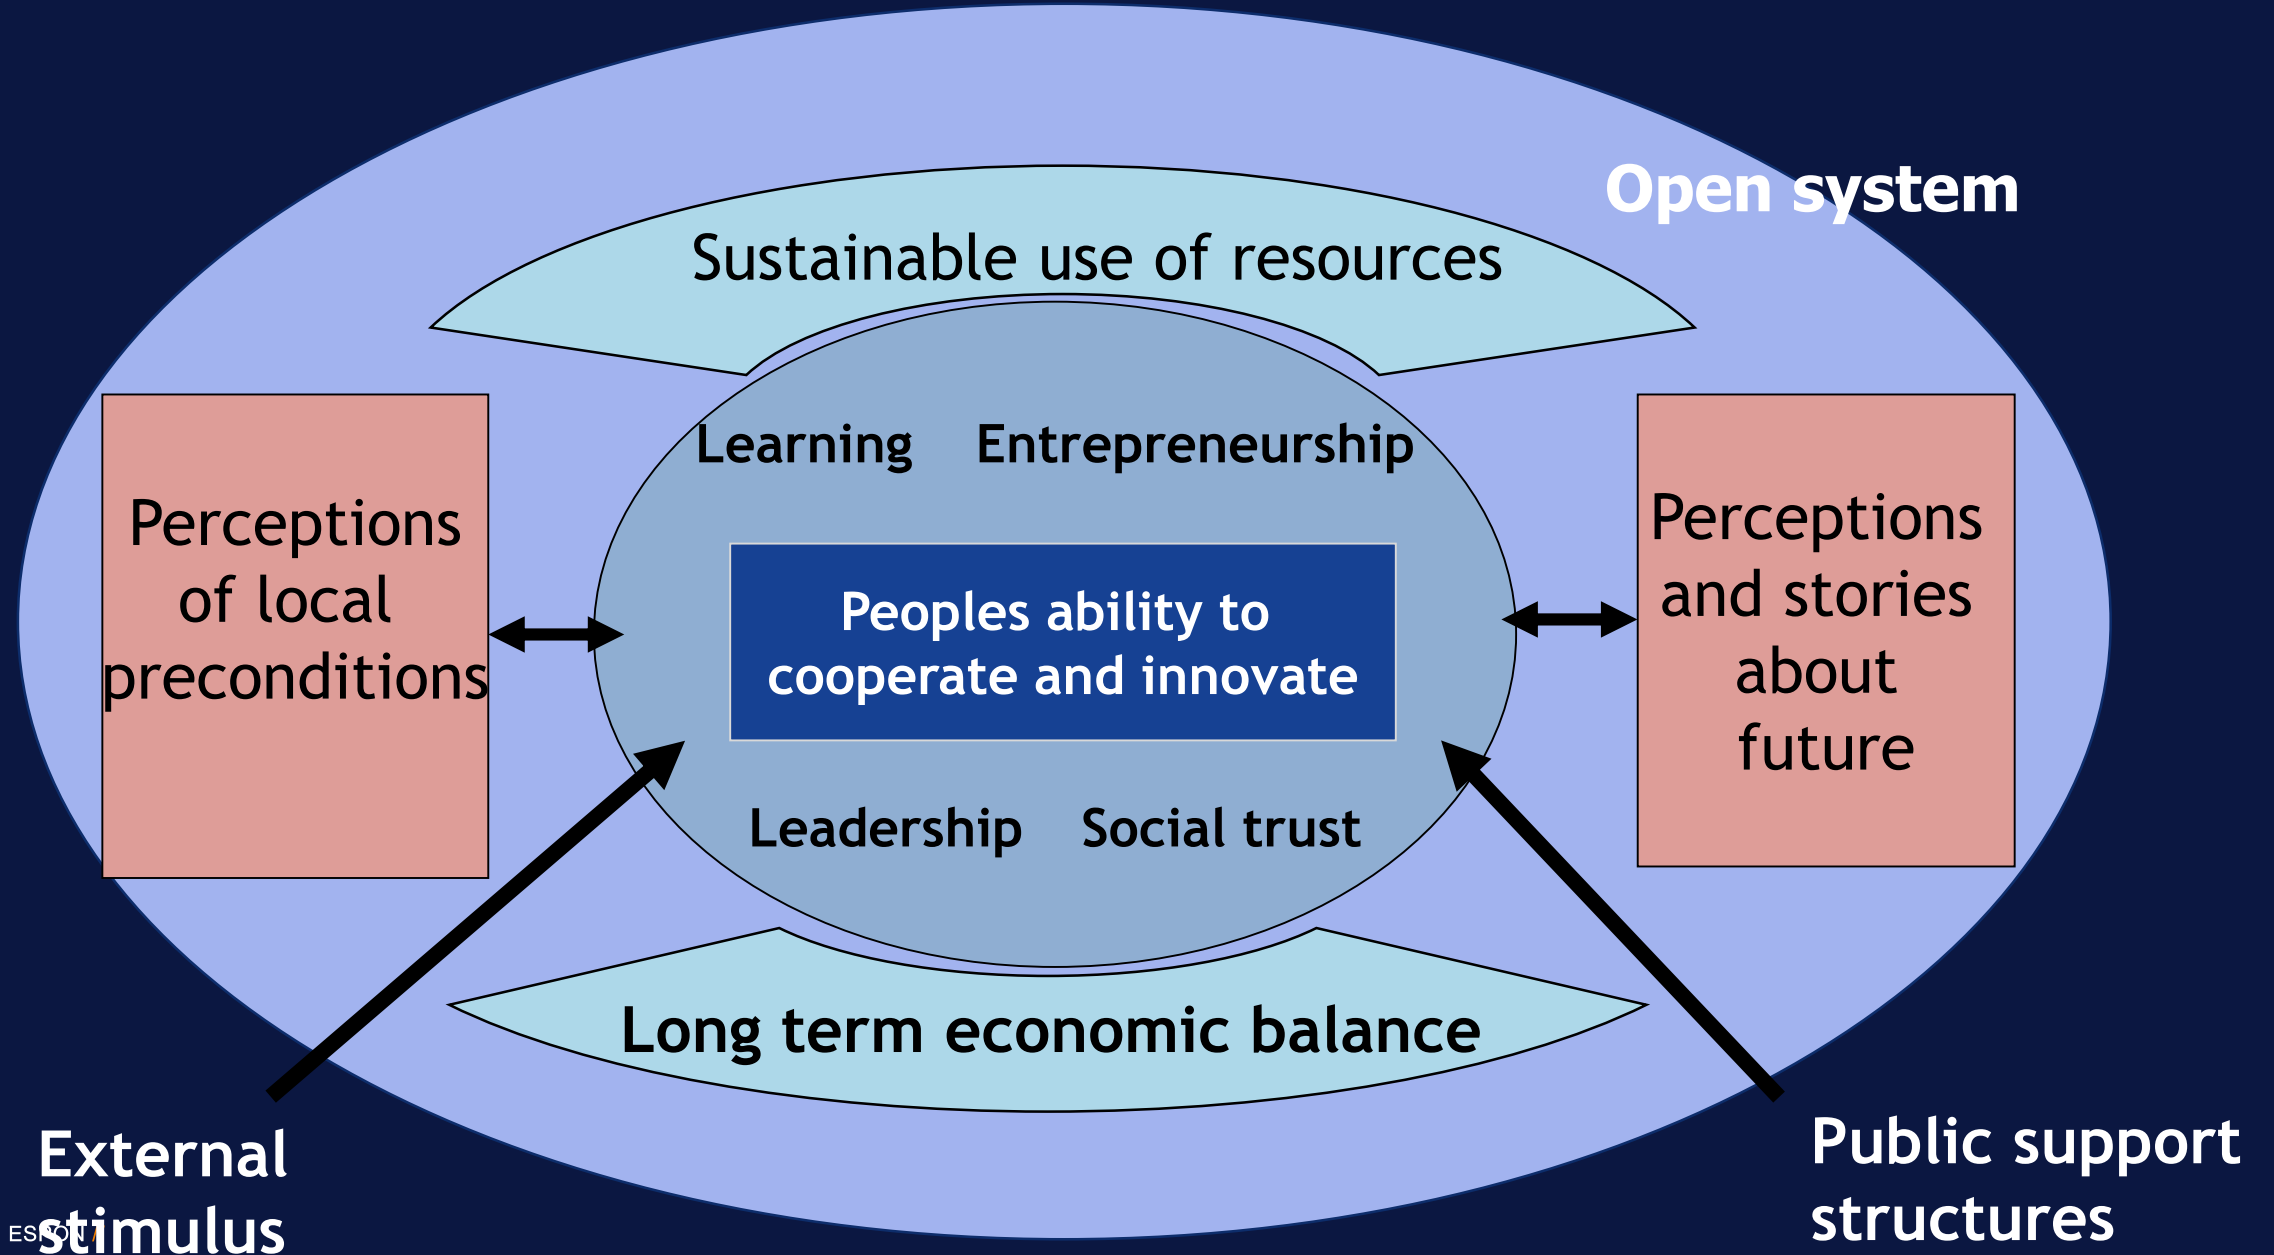 Open system
Sustainable use of resources
Learning Entrepreneurship
Perceptions
of local
preconditions
Peoples ability to
cooperate and innovate
Perceptions
and stories
about
future
Leadership Social trust
Long term economic balance
External
stimulus
Public support
structures
ESPON /